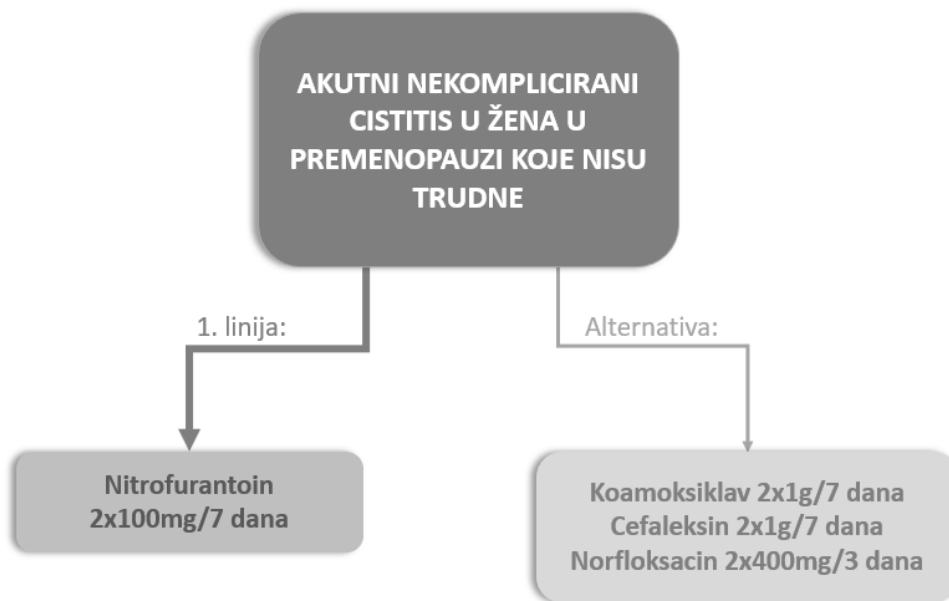 AKUTNI NEKOMPLICIRANI
CISTITIS U ŽENA U
PREMENOPAUZI KOJE NISU
TRUDNE
1. linija:
Alternativa:
Nitrofurantoin
2x100mg/7 dana
Koamoksiklav 2x1g/7 dana
Cefaleksin 2x1g/7 dana
Norfloksacin 2x400mg/3 dana